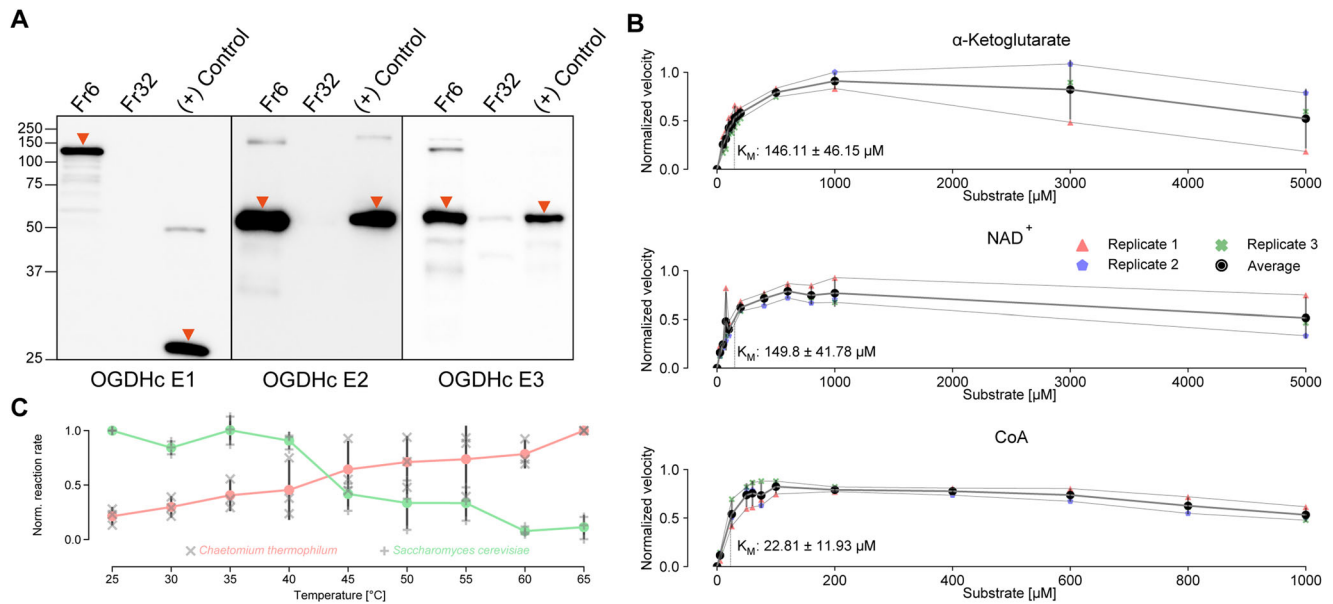 A
Fr6 Fr32 (+) Control Fr6 Fr32 (+) Control Fr6 Fr32 (+) Control
250
150
100
75
50
37
25
OGDHc E1 OGDHc E2 OGDHc E3
B
α-Ketoglutarate
Normalized velocity
1.0
0.5
0.0
KM: 146.11 ± 46.15 µM
0 1000 2000 3000 4000 5000
Substrate [µM]
NAD+
Replicate 1 Replicate 3
Replicate 2 Average
Normalized velocity
1.0
0.5
0.0
KM: 149.8 ± 41.78 µM
0 1000 2000 3000 4000 5000
Substrate [µM]
CoA
Normalized velocity
1.0
0.5
0.0
KM: 22.81 ± 11.93 µM
0 200 400 600 800 1000
Substrate [µM]
C
Norm. reaction rate
1.0
0.5
0.0
Chaetomium thermophilum Saccharomyces cerevisiae
25 30 35 40 45 50 55 60 65
Temperature [°C]